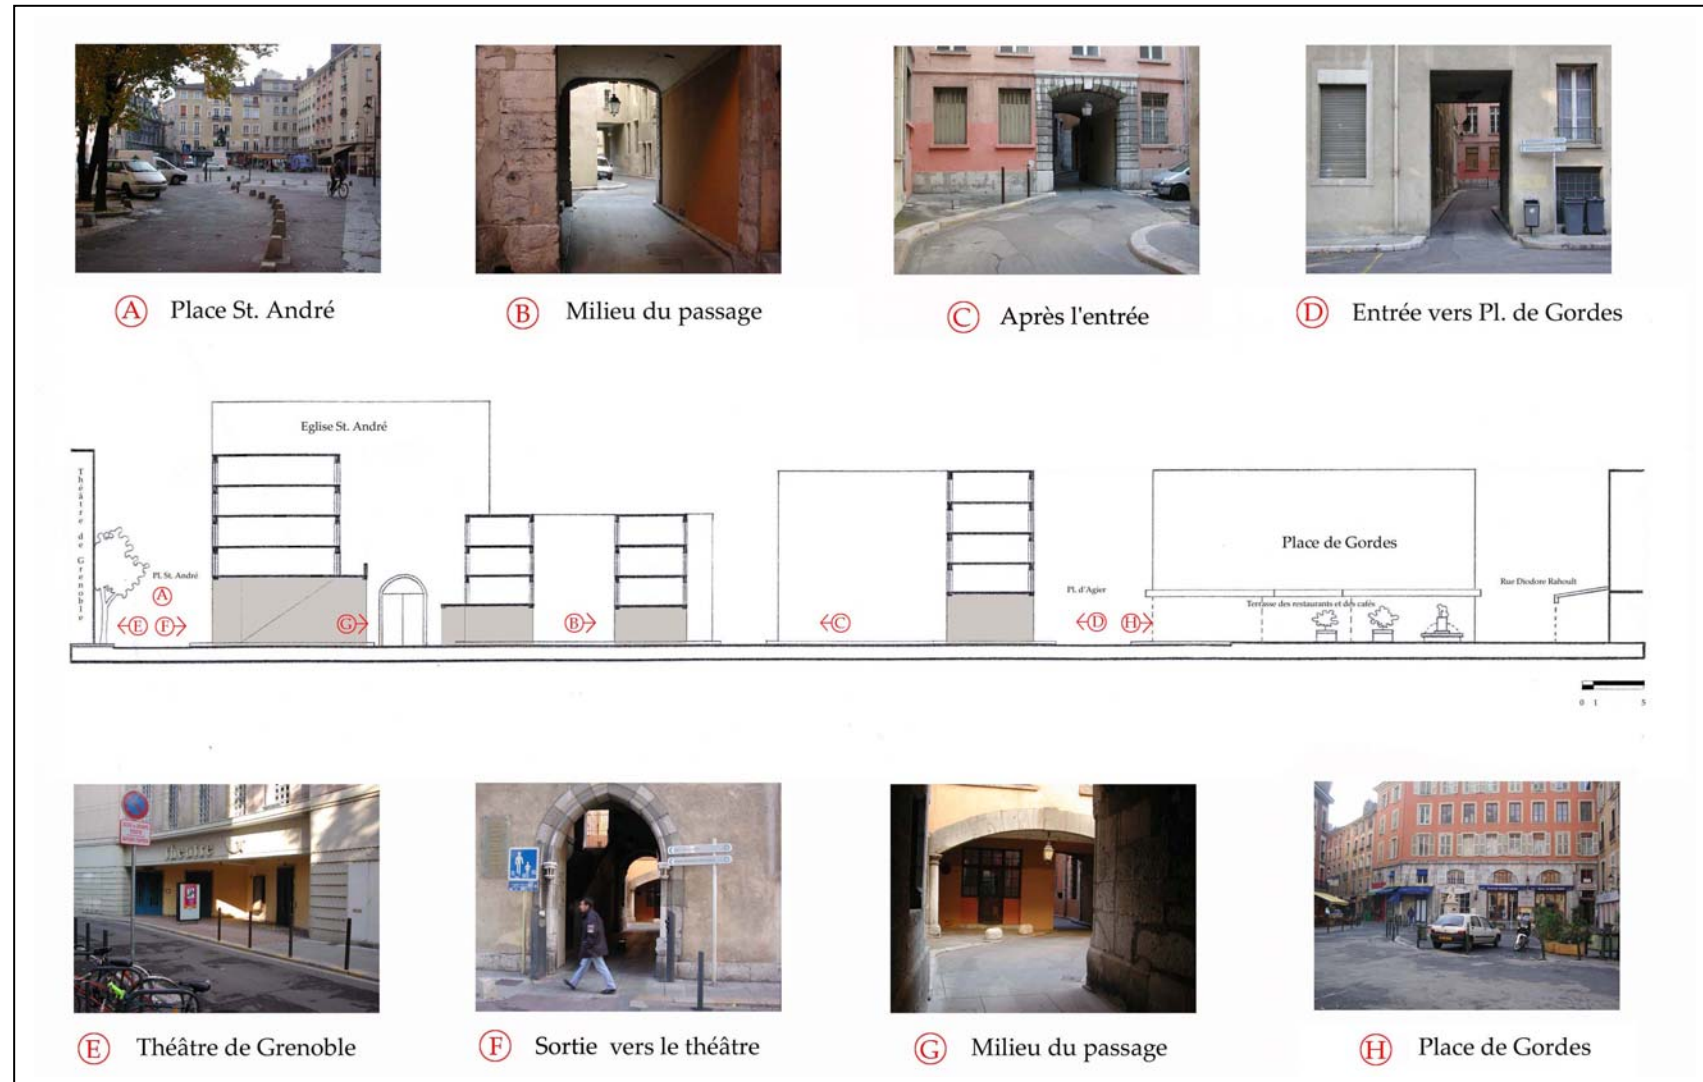 Ⓐ Place St. André
Ⓑ Milieu du passage
Ⓒ Après l'entrée
Ⓓ Entrée vers Pl. de Gordes
Eglise St. André
Théâtre de Grenoble
Pl. St. André
A
E F
G
B
C
Pl. d'Agier
D H
Place de Gordes
Terrasse des restaurants et des cafés
Rue Diodore Rahoult
0 1 5
théâtre
Ⓔ Théâtre de Grenoble
Ⓕ Sortie vers le théâtre
Ⓖ Milieu du passage
Ⓗ Place de Gordes